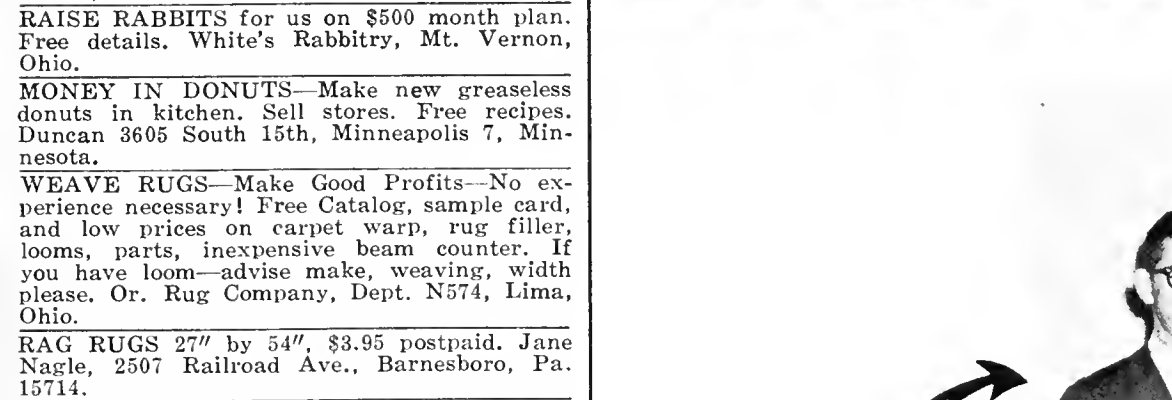 RAISE RABBITS for us on $500 month plan.
Free details. White's Rabbitry, Mt. Vernon,
Ohio.
MONEY IN DONUTS—Make new greaseless
donuts in kitchen. Sell stores. Free recipes.
Duncan 3605 South 15th, Minneapolis 7, Min-
nesota.
WEAVE RUGS—Make Good Profits—No ex-
perience necessary! Free Catalog, sample card,
and low prices on carpet warp, rug filler,
looms, parts, inexpensive beam counter. If
you have loom—advise make, weaving, width
please. Or. Rug Company, Dept. N574, Lima,
Ohio.
RAG RUGS 27″ by 54″, $3.95 postpaid. Jane
Nagle, 2507 Railroad Ave., Barnesboro, Pa.
15714.